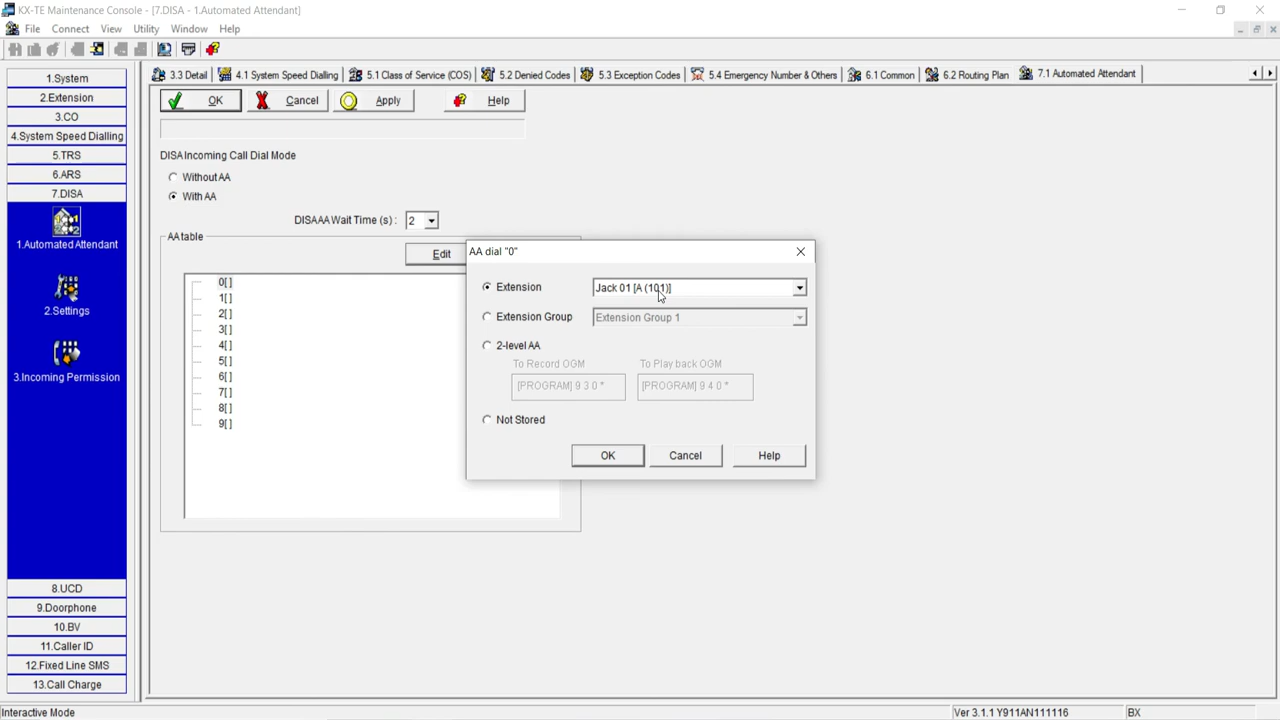 KX-TE Maintenance Console - [7.DISA - 1.Automated Attendant]
File Connect View Utility Window Help
1.System
2.Extension
3.CO
4.System Speed Dialling
5.TRS
6.ARS
7.DISA
1.Automated Attendant
2.Settings
3.Incoming Permission
8.UCD
9.Doorphone
10.BV
11.Caller ID
12.Fixed Line SMS
13.Call Charge
3.3 Detail 4.1 System Speed Dialling 5.1 Class of Service (COS) 5.2 Denied Codes 5.3 Exception Codes 5.4 Emergency Number & Others 6.1 Common 6.2 Routing Plan 7.1 Automated Attendant
OK Cancel Apply Help
DISA Incoming Call Dial Mode
Without AA
With AA
DISA AA Wait Time (s) : 2
AA table
Edit
0[]
1[]
2[]
3[]
4[]
5[]
6[]
7[]
8[]
9[]
AA dial "0"
Extension Jack 01 [A (101)]
Extension Group Extension Group 1
2-level AA
To Record OGM To Play back OGM
[PROGRAM] 9 3 0 * [PROGRAM] 9 4 0 *
Not Stored
OK Cancel Help
Interactive Mode Ver 3.1.1 Y911AN111116 BX